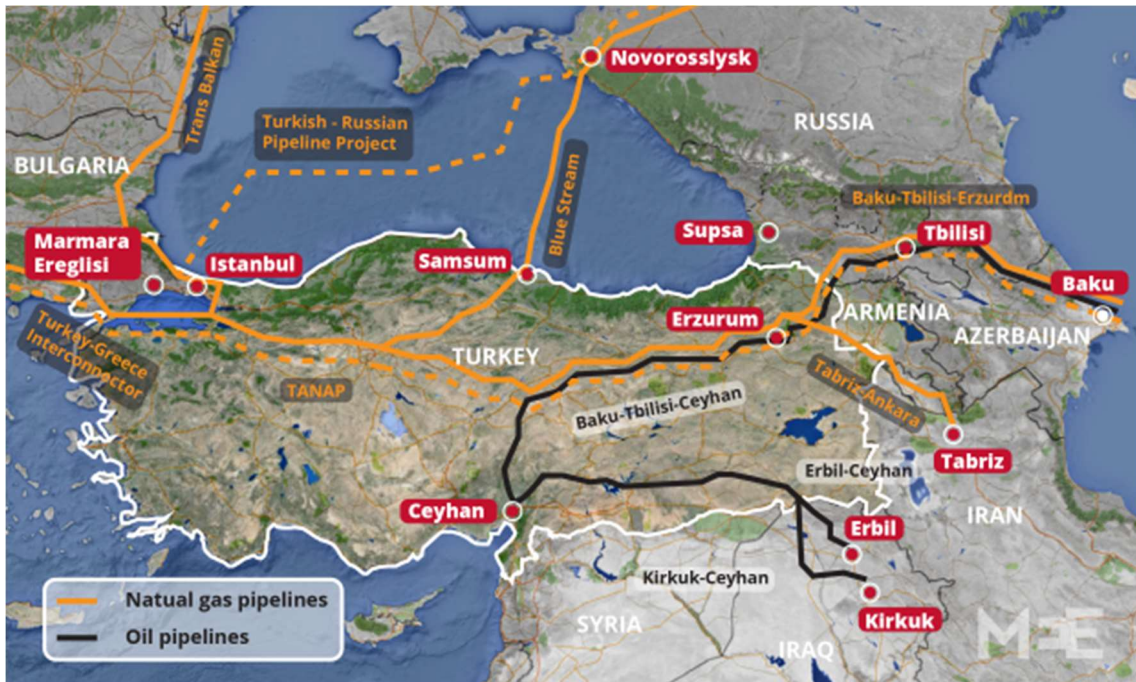 Novorosslysk
Trans Balkan
Turkish - Russian
Pipeline Project
RUSSIA
BULGARIA
Blue Stream
Baku-Tbilisi-Erzurdm
Supsa
Tbilisi
Marmara
Ereglisi
Istanbul
Samsum
Baku
Erzurum
ARMENIA
AZERBAIJAN
Turkey-Greece
Interconnector
TURKEY
TANAP
Baku-Tbilisi-Ceyhan
Tabriz-Ankara
Tabriz
Erbil-Ceyhan
Ceyhan
IRAN
Erbil
Kirkuk-Ceyhan
Natual gas pipelines
Oil pipelines
Kirkuk
SYRIA
IRAQ
MEE